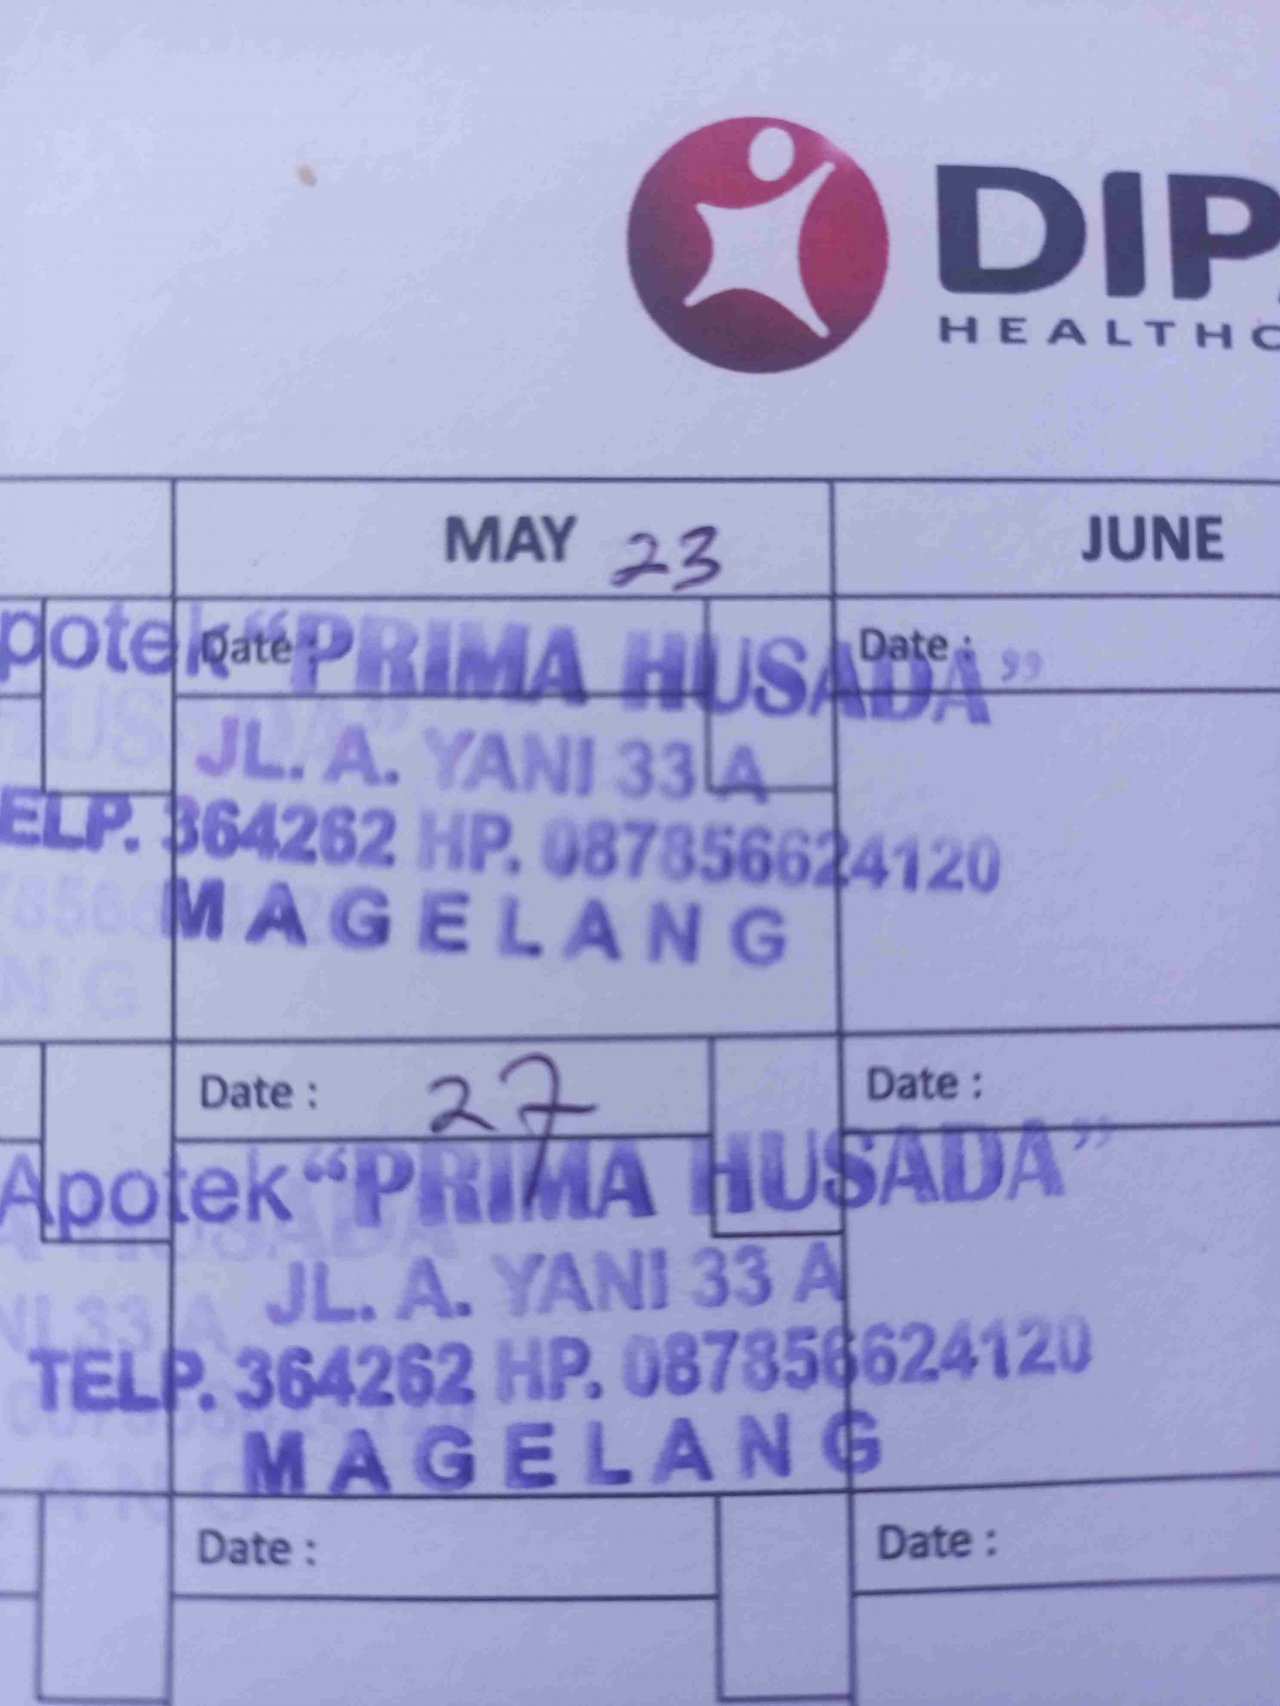 DIP
HEALTHC
MAY 23
JUNE
Date :
Date :
potek "PRIMA HUSADA"
JL. A. YANI 33 A
ELP. 364262 HP. 087856624120
MAGELANG
Date : 27
Date :
Apotek "PRIMA HUSADA"
JL. A. YANI 33 A
TELP. 364262 HP. 087856624120
MAGELANG
Date :
Date :